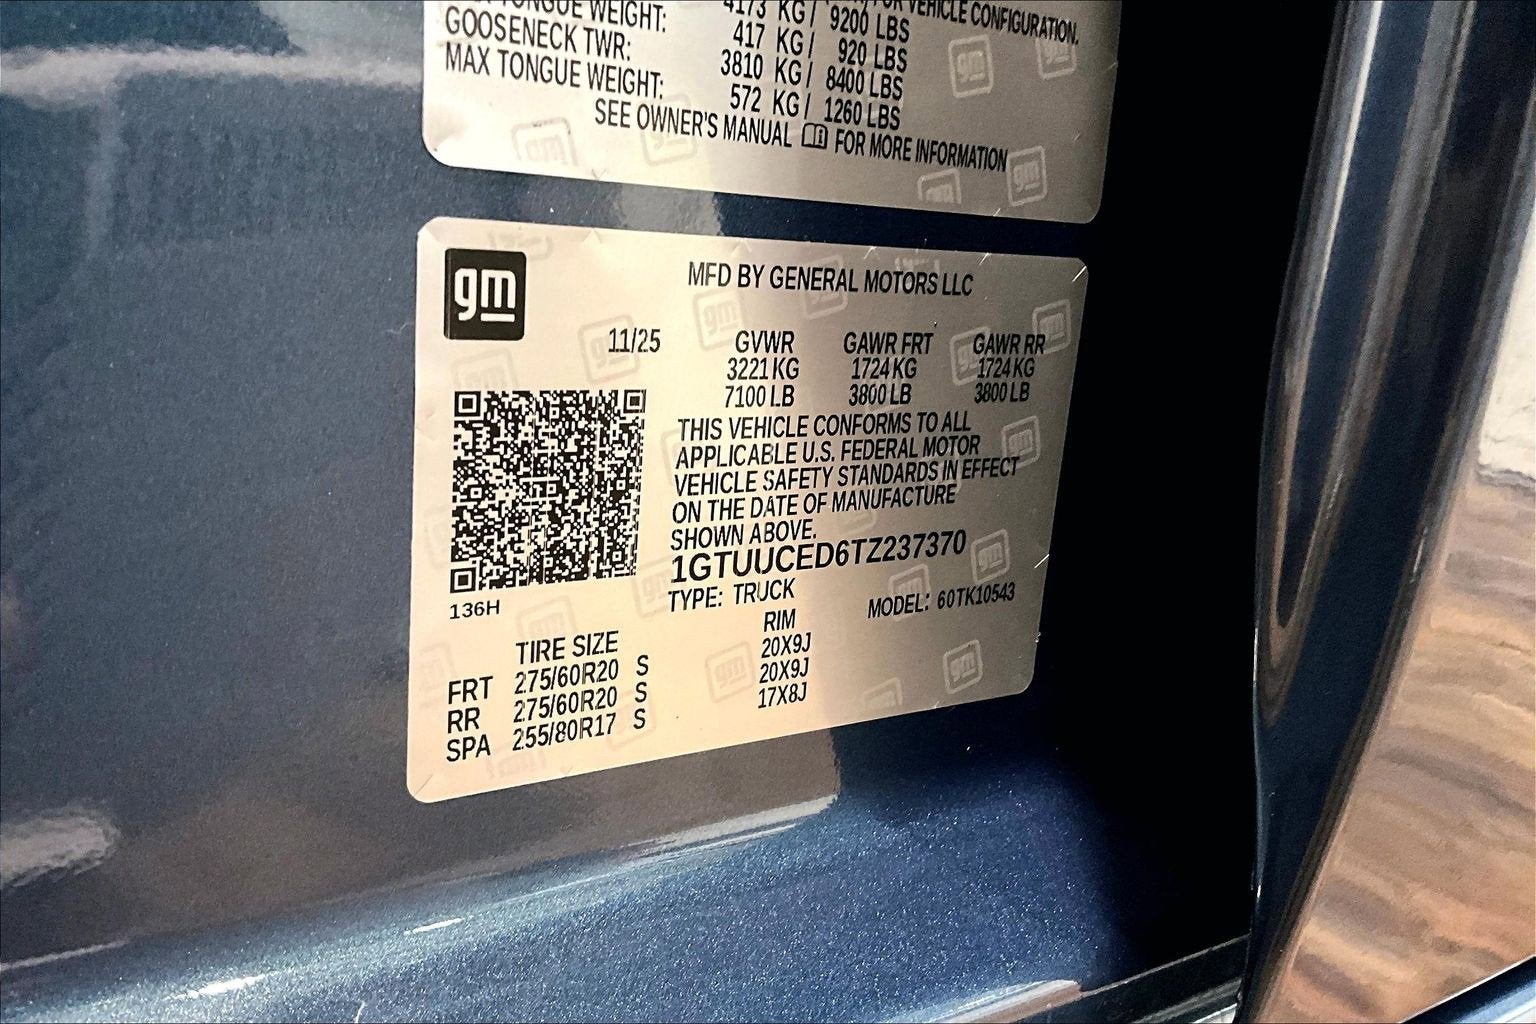 TONGUE WEIGHT: 4173 KG/ 9200 LBS FOR VEHICLE CONFIGURATION.
GOOSENECK TWR: 417 KG/ 920 LBS
MAX TONGUE WEIGHT: 3810 KG/ 8400 LBS
572 KG/ 1260 LBS
SEE OWNER'S MANUAL FOR MORE INFORMATION
gm
MFD BY GENERAL MOTORS LLC
11/25 GVWR GAWR FRT GAWR RR
3221 KG 1724 KG 1724 KG
7100 LB 3800 LB 3800 LB
THIS VEHICLE CONFORMS TO ALL
APPLICABLE U.S. FEDERAL MOTOR
VEHICLE SAFETY STANDARDS IN EFFECT
ON THE DATE OF MANUFACTURE
SHOWN ABOVE.
1GTUUCED6TZ237370
136H
TYPE: TRUCK MODEL: 60TK10543
TIRE SIZE RIM
FRT 275/60R20 S 20X9J
RR 275/60R20 S 20X9J
SPA 255/80R17 S 17X8J